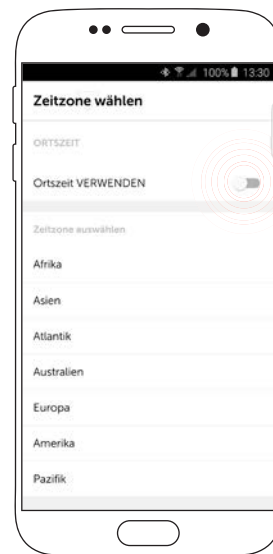 100% 13:30
Zeitzone wählen
ORTSZEIT
Ortszeit VERWENDEN
Zeitzone auswählen
Afrika
Asien
Atlantik
Australien
Europa
Amerika
Pazifik